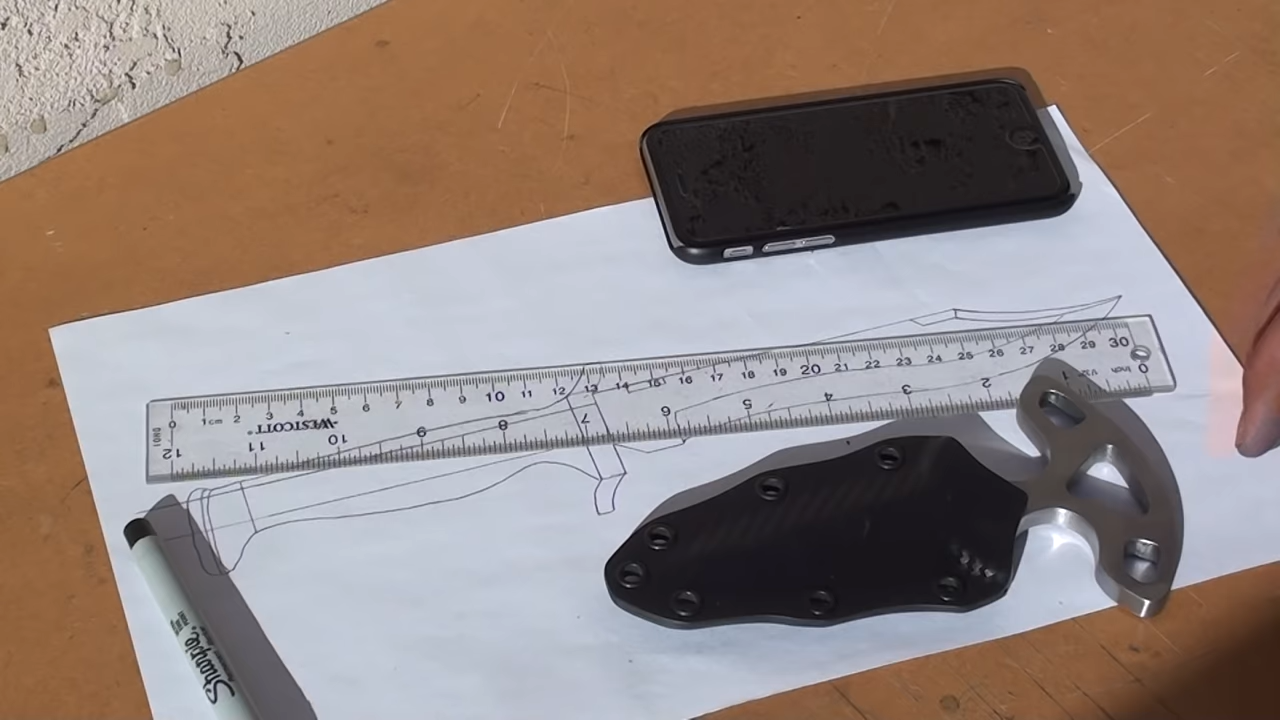 0 1cm 2 3 4 5 6 7 8 9 10 11 12 13 14 15 16 17 18 19 20 21 22 23 24 25 26 27 28 29 30
WESTCOTT®
12 11 10 9 8 7 6 5 4 3 2 1 Inch 0
Sharpie